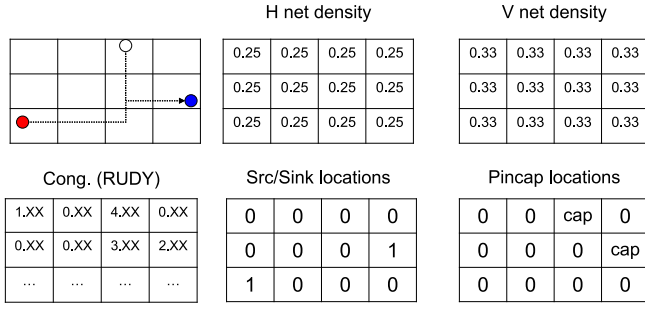 H net density
V net density
0.25 0.25 0.25 0.25
0.25 0.25 0.25 0.25
0.25 0.25 0.25 0.25
0.33 0.33 0.33 0.33
0.33 0.33 0.33 0.33
0.33 0.33 0.33 0.33
Cong. (RUDY)
1.XX 0.XX 4.XX 0.XX
0.XX 0.XX 3.XX 2.XX
... ... ... ...
Src/Sink locations
0 0 0 0
0 0 0 1
1 0 0 0
Pincap locations
0 0 cap 0
0 0 0 cap
0 0 0 0